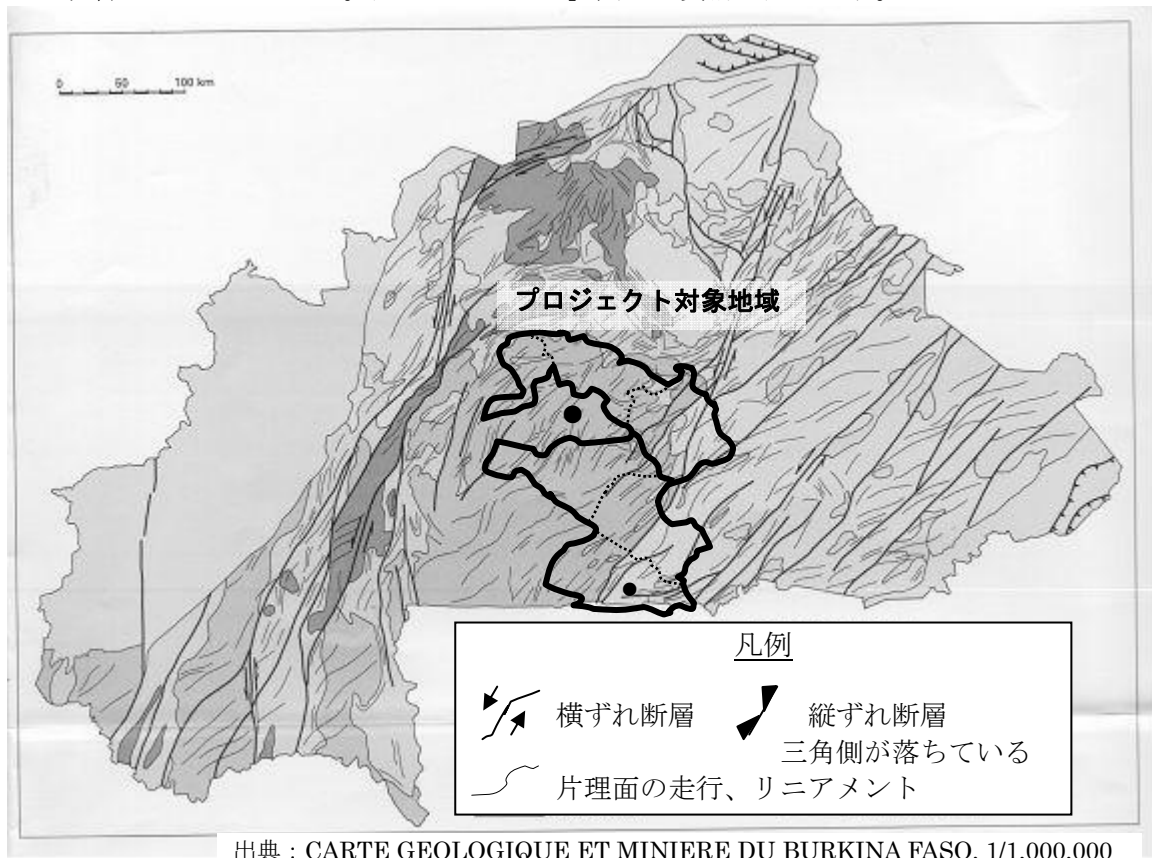 0 50 100 km
プロジェクト対象地域
凡例
横ずれ断層
縦ずれ断層
三角側が落ちている
片理面の走行、リニアメント
出典：CARTE GEOLOGIQUE ET MINIERE DU BURKINA FASO, 1/1,000,000